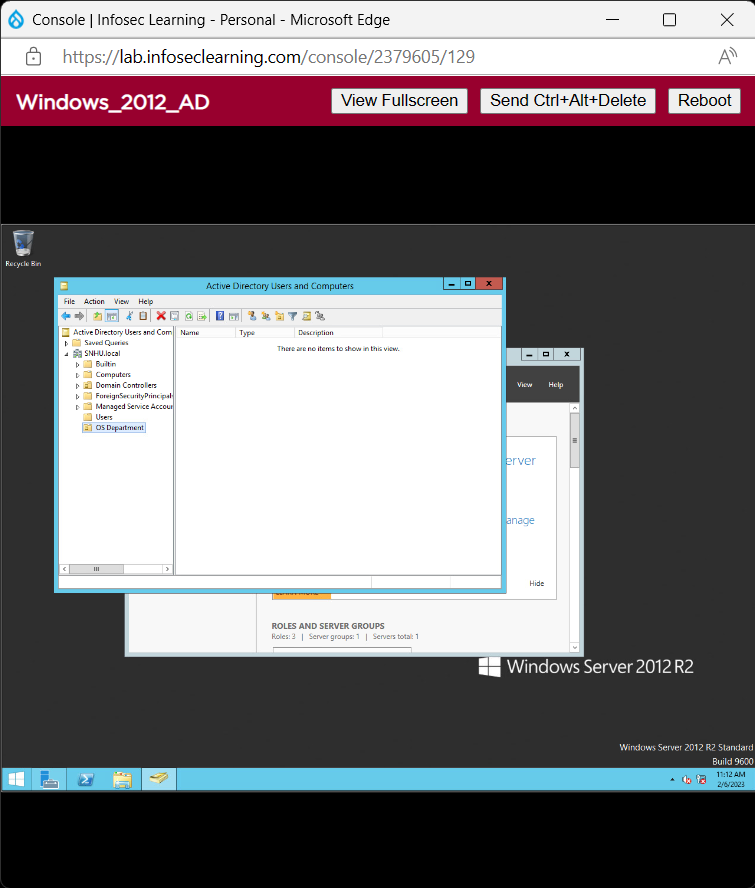 Console | Infosec Learning - Personal - Microsoft Edge
https://lab.infoseclearning.com/console/2379605/129
Windows_2012_AD
View Fullscreen
Send Ctrl+Alt+Delete
Reboot
Recycle Bin
Active Directory Users and Computers
File Action View Help
Active Directory Users and Com
Saved Queries
SNHU.local
Builtin
Computers
Domain Controllers
ForeignSecurityPrincipal
Managed Service Accou
Users
OS Department
Name Type Description
There are no items to show in this view.
View Help
erver
anage
Hide
ROLES AND SERVER GROUPS
Roles: 3 | Server groups: 1 | Servers total: 1
Windows Server 2012 R2
Windows Server 2012 R2 Standard
Build 9600
11:12 AM
2/6/2023